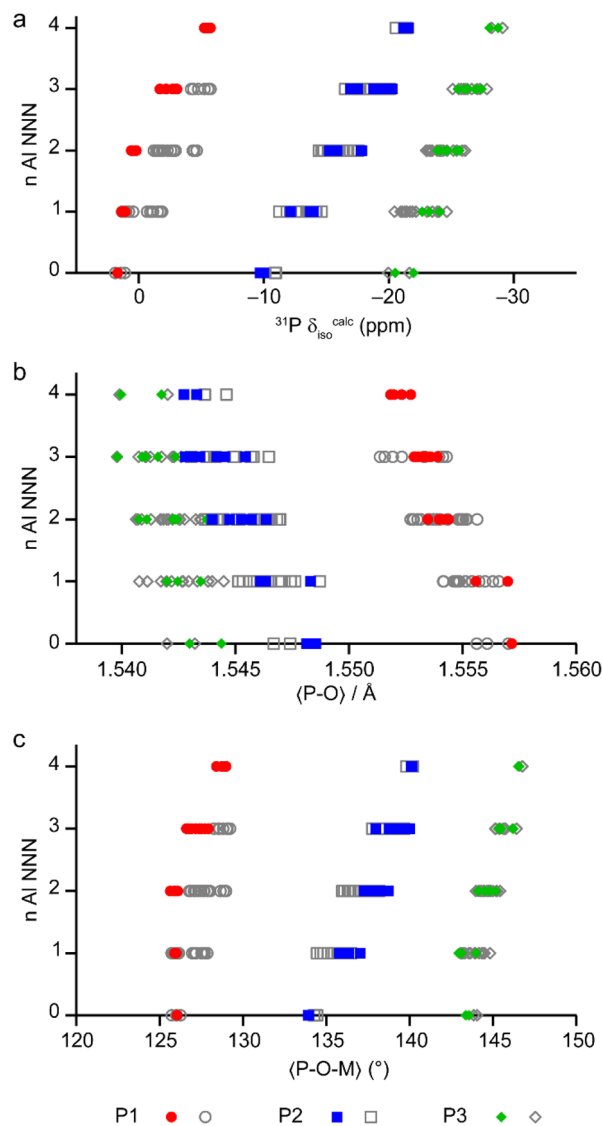 a
n Al NNN
4
3
2
1
0
0 −10 −20 −30
³¹P δisocalc (ppm)
b
n Al NNN
4
3
2
1
0
1.540 1.545 1.550 1.555 1.560
⟨P-O⟩ / Å
c
n Al NNN
4
3
2
1
0
120 125 130 135 140 145 150
⟨P-O-M⟩ (°)
P1 P2 P3